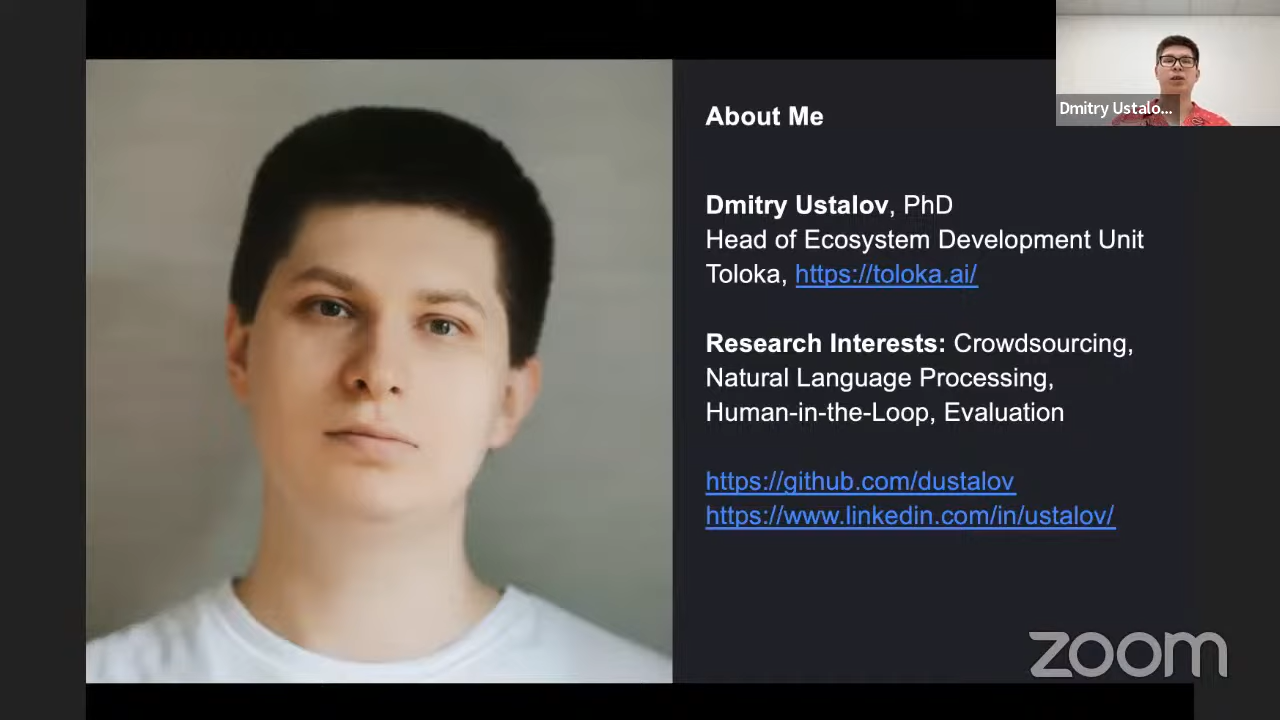 About Me
Dmitry Ustalov, PhD
Head of Ecosystem Development Unit
Toloka, https://toloka.ai/
Research Interests: Crowdsourcing,
Natural Language Processing,
Human-in-the-Loop, Evaluation
https://github.com/dustalov
https://www.linkedin.com/in/ustalov/
Dmitry Ustalo...
zoom